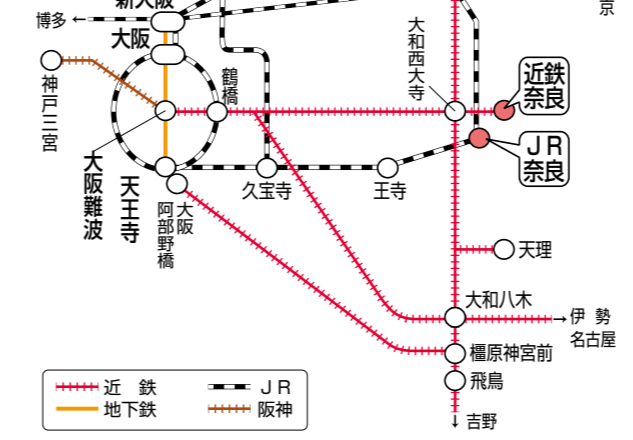 新大阪
京
博多←
大阪
大和西大寺
鶴橋
近鉄
奈良
神戸三宮
JR
奈良
大阪難波
天王寺
大阪
阿部野橋
久宝寺
王寺
天理
大和八木
→伊 勢
名古屋
橿原神宮前
飛鳥
↓吉野
近 鉄
JR
地下鉄
阪神